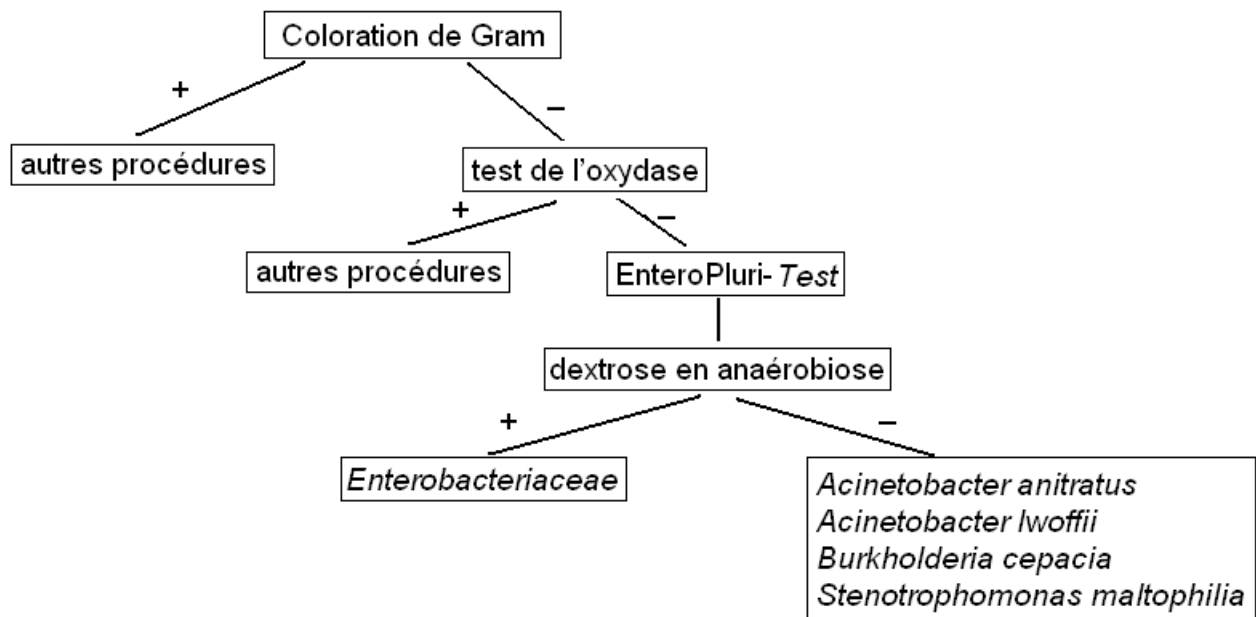 Coloration de Gram
+
–
autres procédures
test de l'oxydase
+
–
autres procédures
EnteroPluri- Test
dextrose en anaérobiose
+
–
Enterobacteriaceae
Acinetobacter anitratus
Acinetobacter lwoffii
Burkholderia cepacia
Stenotrophomonas maltophilia